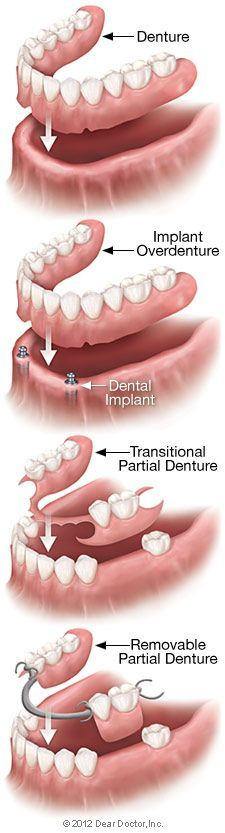 Denture
Implant
Overdenture
Dental
Implant
Transitional
Partial Denture
Removable
Partial Denture
© 2012 Dear Doctor, Inc.